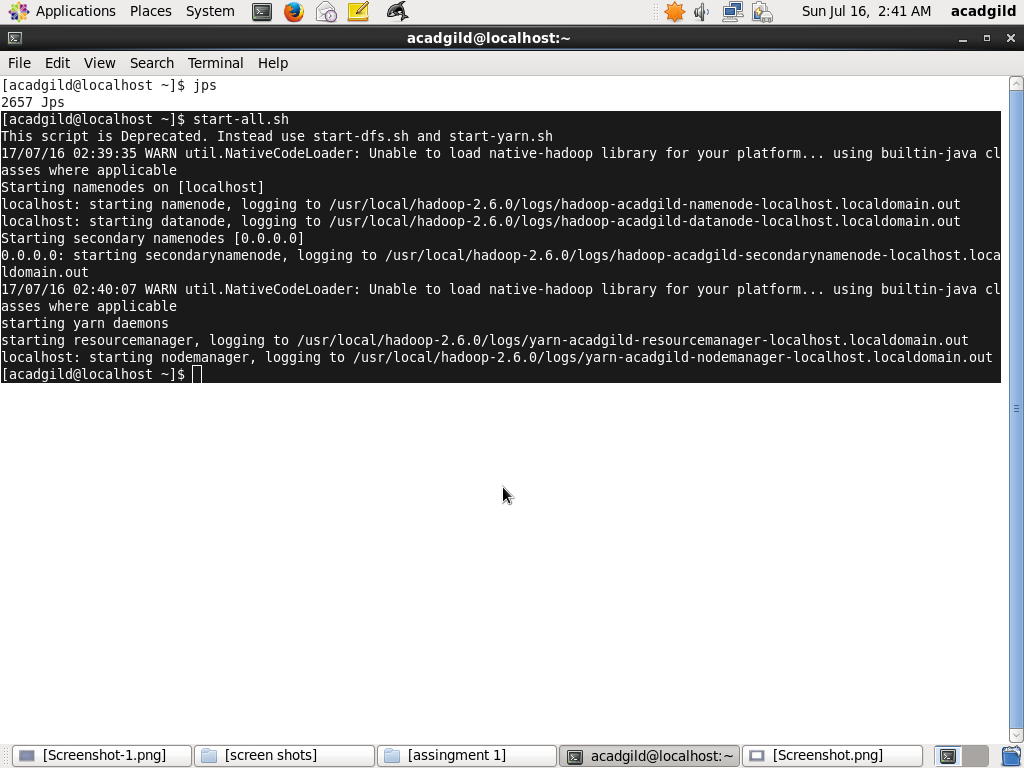 Applications Places System Sun Jul 16, 2:41 AM acadgild
acadgild@localhost:~
File Edit View Search Terminal Help
[acadgild@localhost ~]$ jps
2657 Jps
[acadgild@localhost ~]$ start-all.sh
This script is Deprecated. Instead use start-dfs.sh and start-yarn.sh
17/07/16 02:39:35 WARN util.NativeCodeLoader: Unable to load native-hadoop library for your platform... using builtin-java cl
asses where applicable
Starting namenodes on [localhost]
localhost: starting namenode, logging to /usr/local/hadoop-2.6.0/logs/hadoop-acadgild-namenode-localhost.localdomain.out
localhost: starting datanode, logging to /usr/local/hadoop-2.6.0/logs/hadoop-acadgild-datanode-localhost.localdomain.out
Starting secondary namenodes [0.0.0.0]
0.0.0.0: starting secondarynamenode, logging to /usr/local/hadoop-2.6.0/logs/hadoop-acadgild-secondarynamenode-localhost.loca
ldomain.out
17/07/16 02:40:07 WARN util.NativeCodeLoader: Unable to load native-hadoop library for your platform... using builtin-java cl
asses where applicable
starting yarn daemons
starting resourcemanager, logging to /usr/local/hadoop-2.6.0/logs/yarn-acadgild-resourcemanager-localhost.localdomain.out
localhost: starting nodemanager, logging to /usr/local/hadoop-2.6.0/logs/yarn-acadgild-nodemanager-localhost.localdomain.out
[acadgild@localhost ~]$
[Screenshot-1.png] [screen shots] [assingment 1] acadgild@localhost:~ [Screenshot.png]